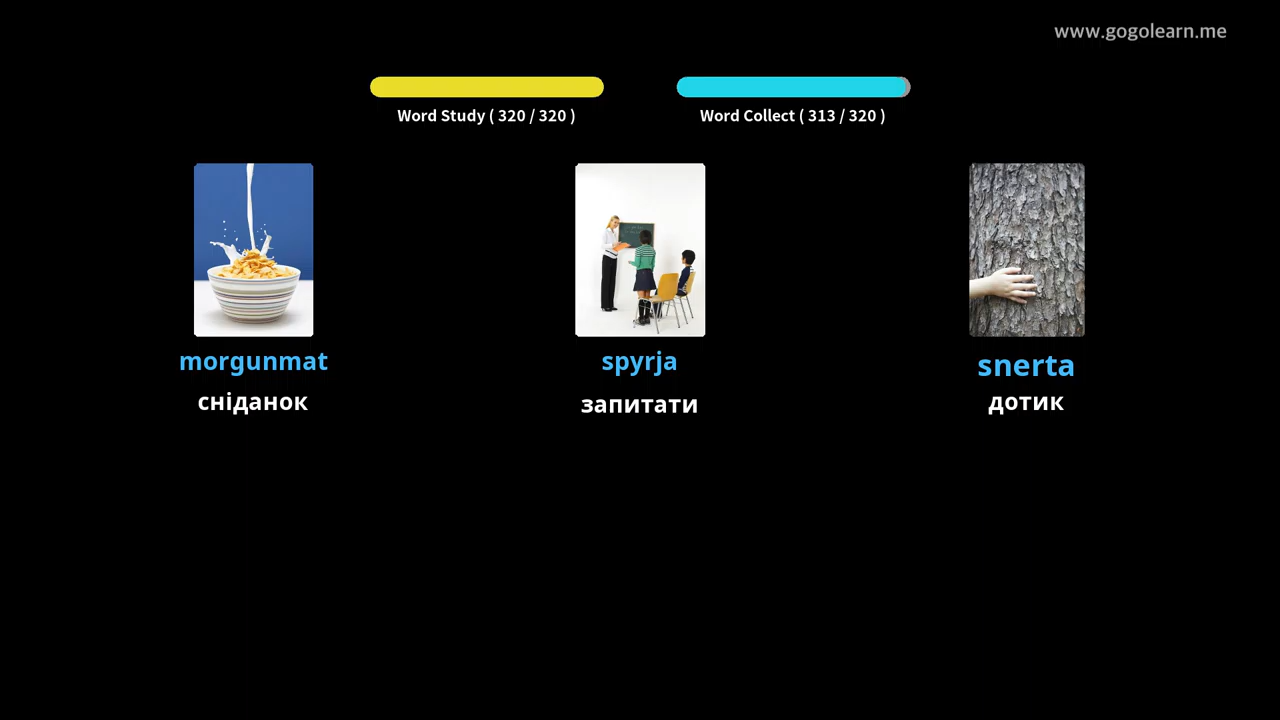 www.gogolearn.me
Word Study ( 320 / 320 )
Word Collect ( 313 / 320 )
morgunmat
spyrja
snerta
сніданок
запитати
дотик